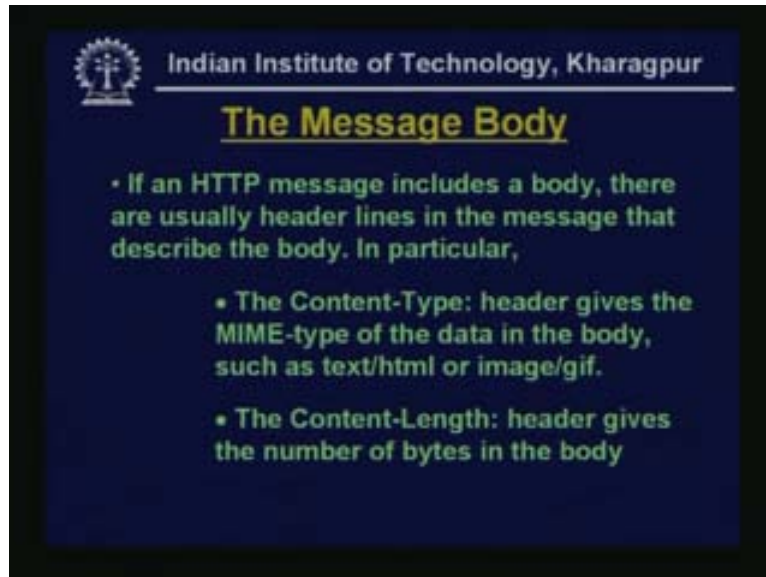 Indian Institute of Technology, Kharagpur
The Message Body
• If an HTTP message includes a body, there
are usually header lines in the message that
describe the body. In particular,
• The Content-Type: header gives the
MIME-type of the data in the body,
such as text/html or image/gif.
• The Content-Length: header gives
the number of bytes in the body